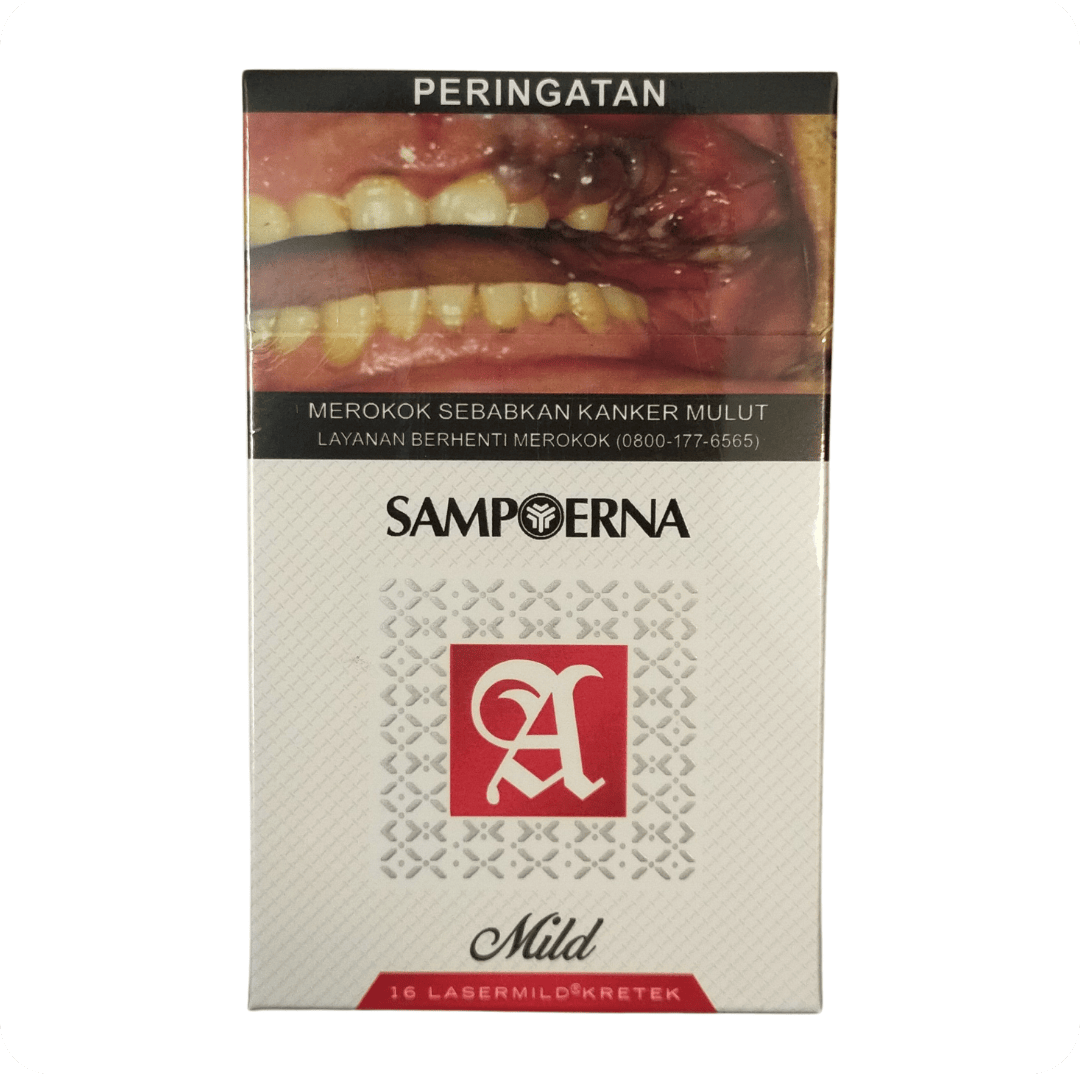 PERINGATAN
MEROKOK SEBABKAN KANKER MULUT
LAYANAN BERHENTI MEROKOK (0800-177-6565)
SAMPOERNA
A
Mild
16 LASERMILD® KRETEK